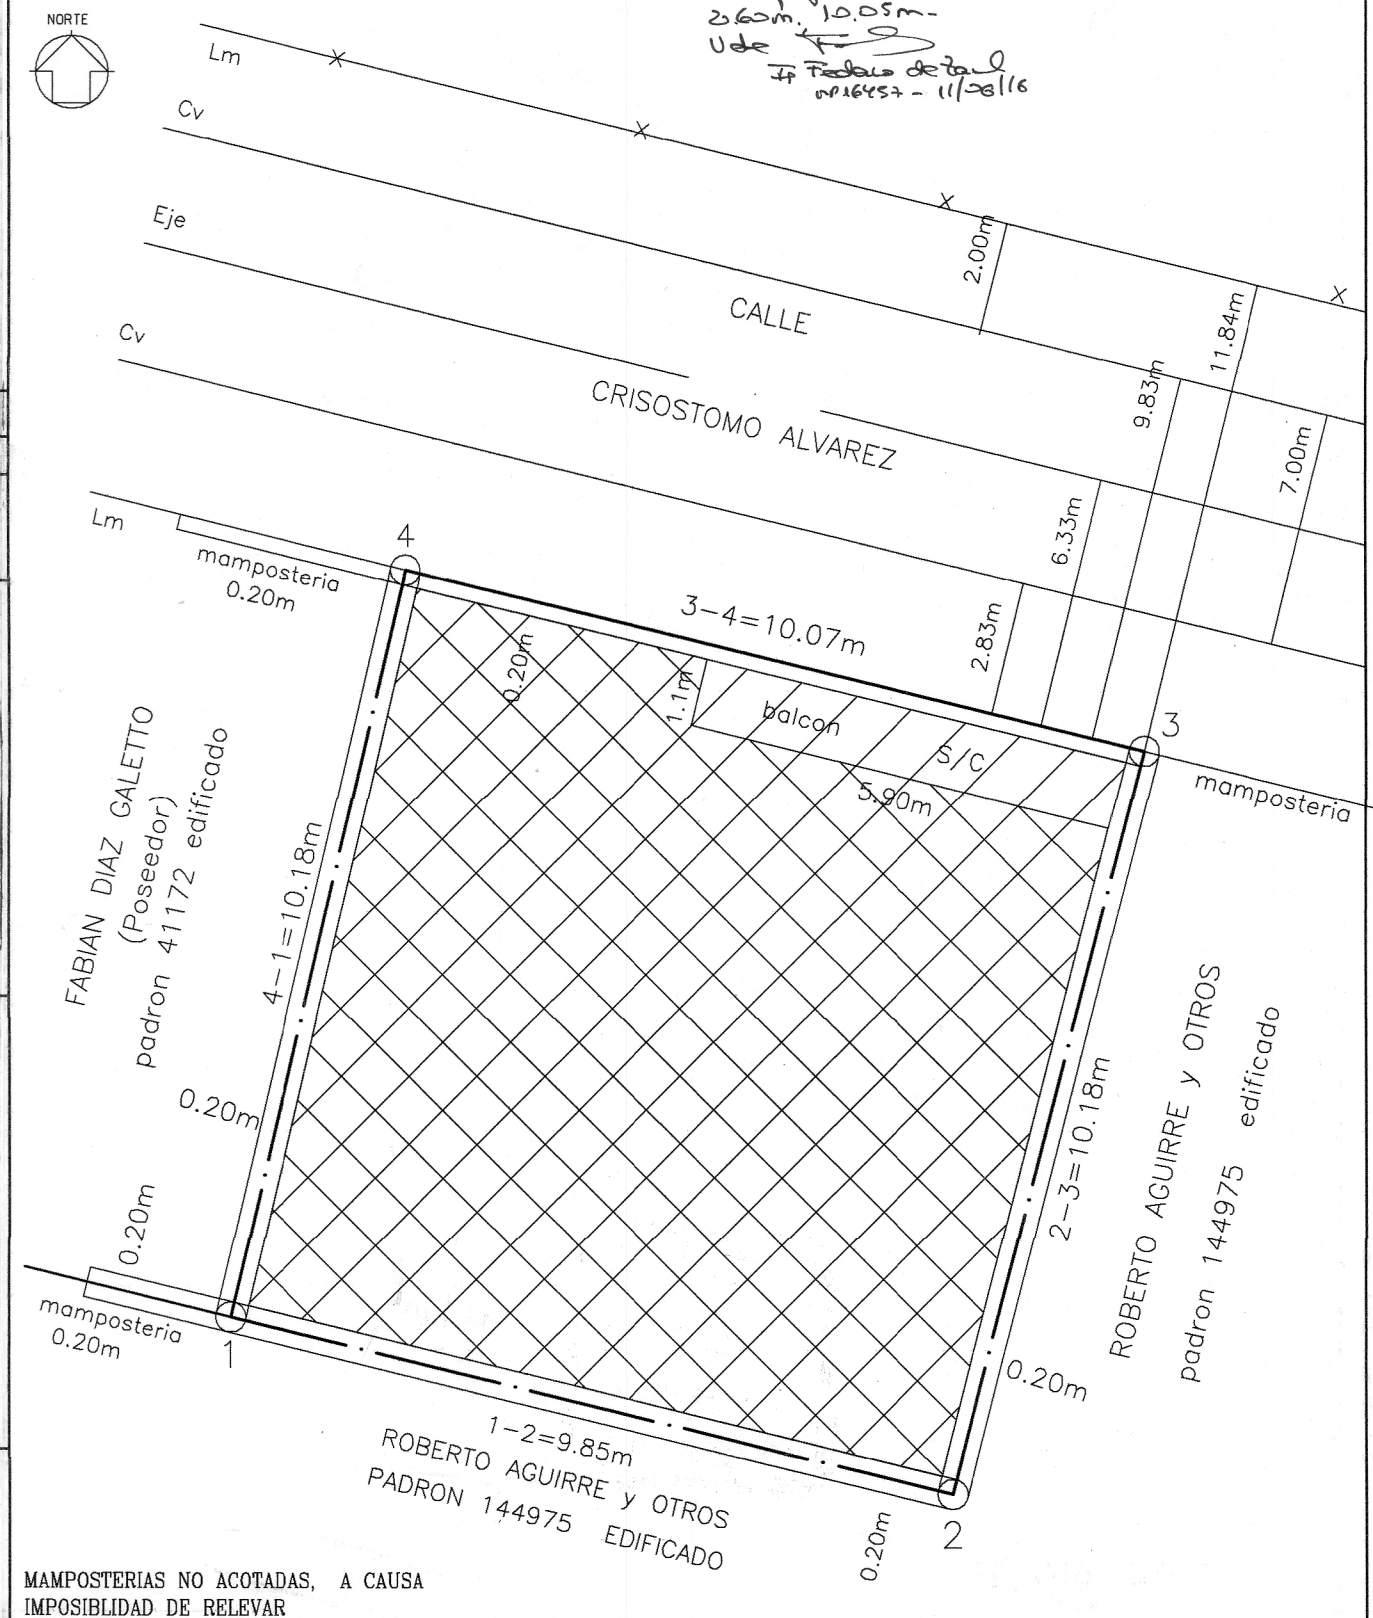 NORTE
2.60m. 10.05m-
Lm
Cv
Eje
Cv
Lm
2.00m
CALLE
CRISOSTOMO ALVAREZ
11.84m
9.83m
7.00m
6.33m
2.83m
mamposteria
0.20m
4
3-4=10.07m
0.20m
1.1m
balcon
S/C
5.90m
3
mamposteria
FABIAN DIAZ GALETTO
(Poseedor)
padron 41172 edificado
4-1=10.18m
0.20m
0.20m
mamposteria
0.20m
1
2-3=10.18m
ROBERTO AGUIRRE y OTROS
padron 144975 edificado
0.20m
1-2=9.85m
ROBERTO AGUIRRE y OTROS
PADRON 144975 EDIFICADO
0.20m
2
MAMPOSTERIAS NO ACOTADAS, A CAUSA
IMPOSIBLIDAD DE RELEVAR